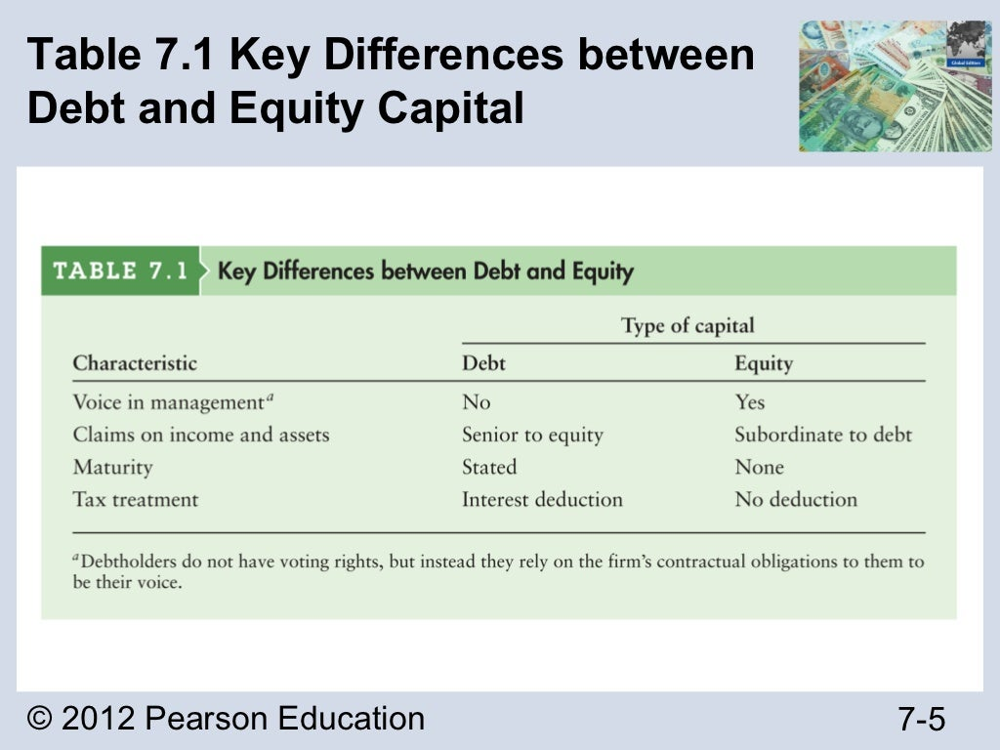 Table 7.1 Key Differences between
Debt and Equity Capital
Global Edition
TABLE 7.1 Key Differences between Debt and Equity
Type of capital
Characteristic Debt Equity
Voice in managementᵃ No Yes
Claims on income and assets Senior to equity Subordinate to debt
Maturity Stated None
Tax treatment Interest deduction No deduction
ᵃDebtholders do not have voting rights, but instead they rely on the firm's contractual obligations to them to
be their voice.
© 2012 Pearson Education 7-5